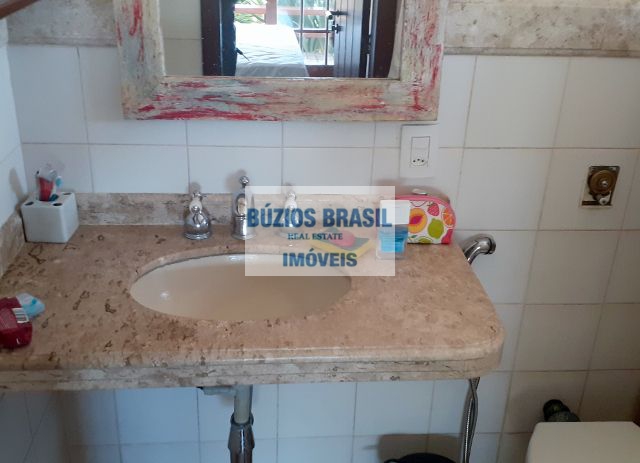 BÚZIOS BRASIL
REAL ESTATE
IMÓVEIS